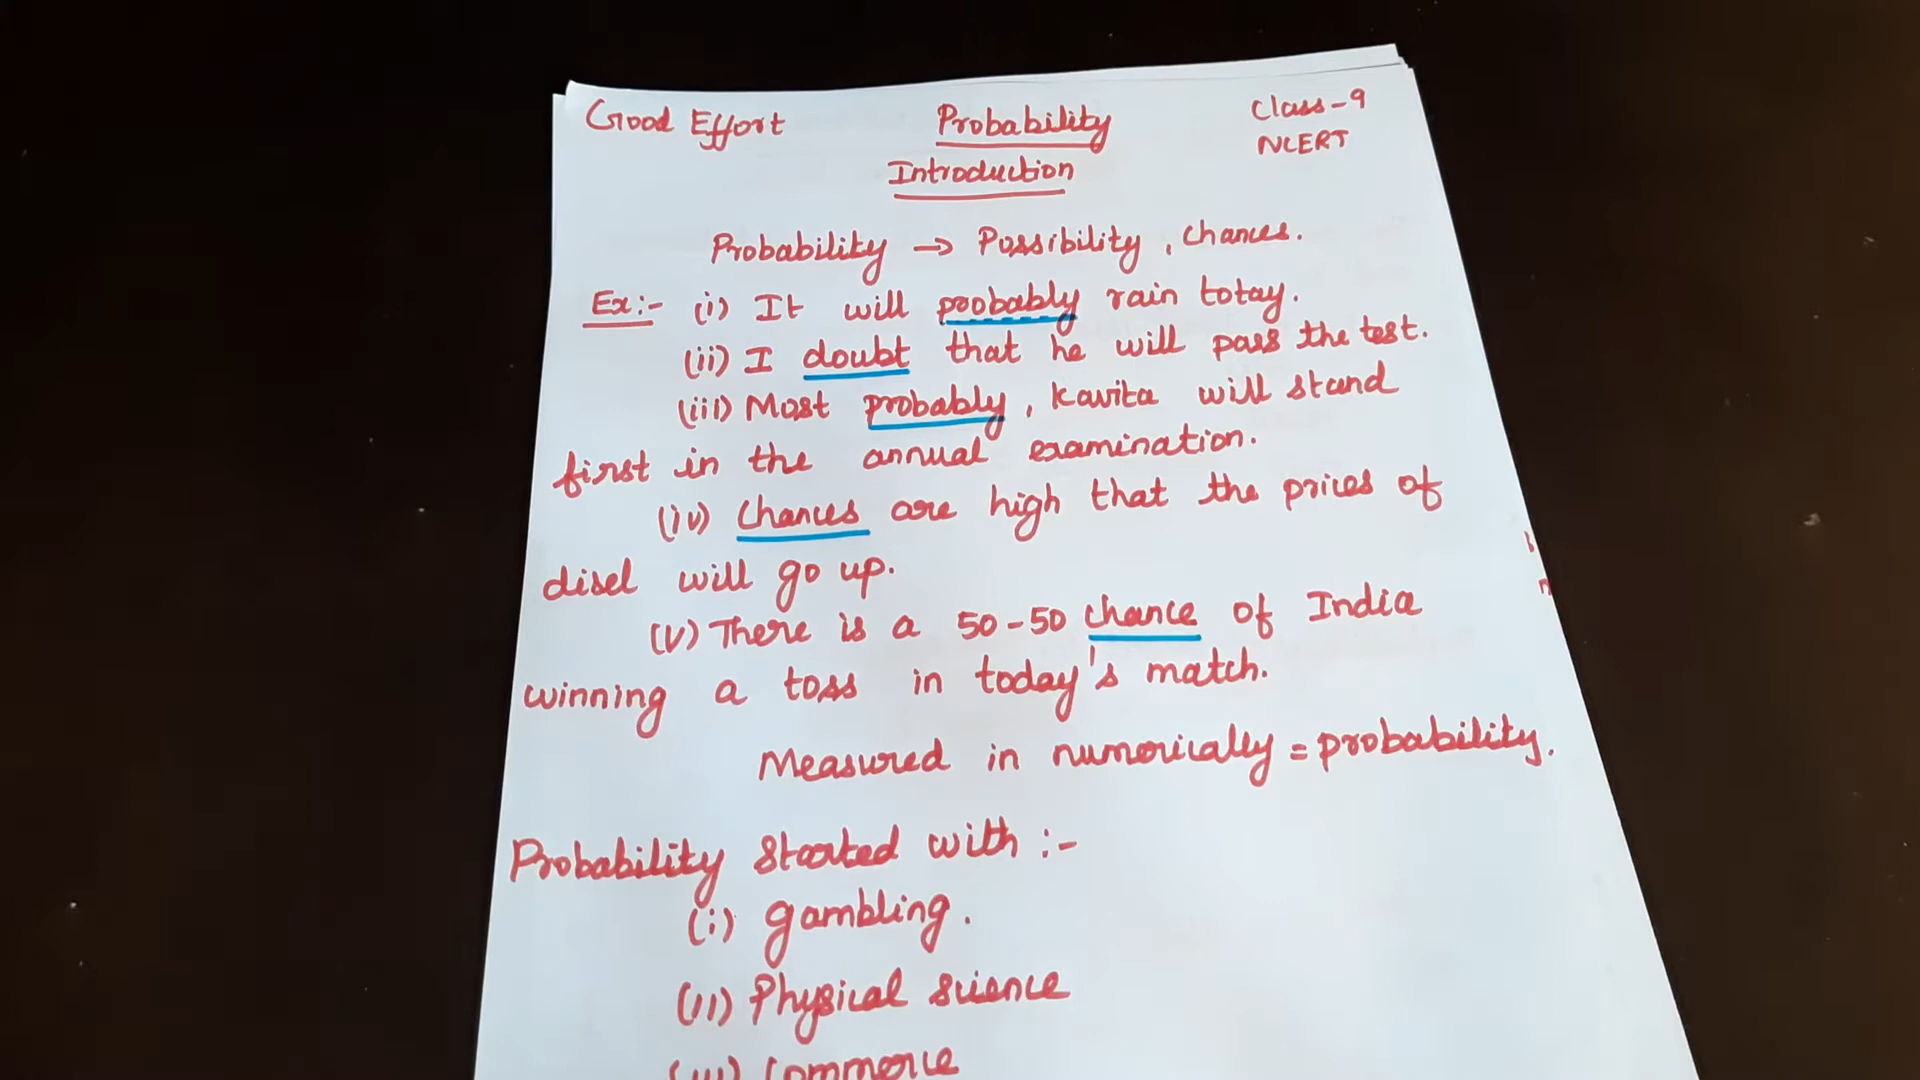 Good Effort Probability Class-9
Introduction NCERT
Probability → Possibility, Chances.
Ex:- (i) It will probably rain totay.
(ii) I doubt that he will pass the test.
(iii) Most probably, Kavita will stand
first in the annual examination.
(iv) Chances are high that the prices of
disel will go up.
(v) There is a 50-50 chance of India
winning a toss in today's match.
Measured in numerically = probability.
Probability Started with :-
(i) gambling.
(ii) Physical science
(iii) Commerce